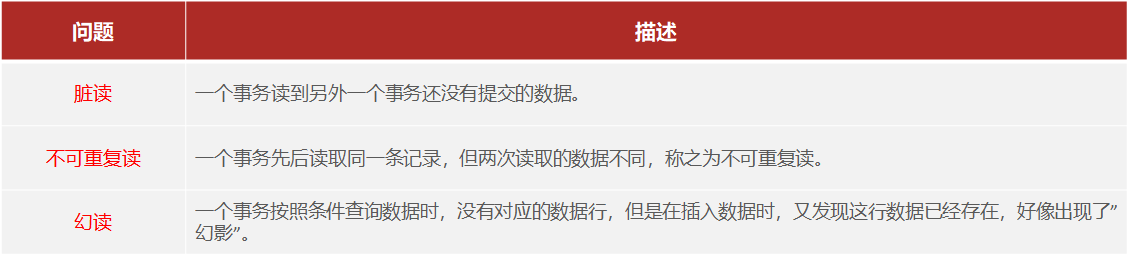 问题
描述
脏读
一个事务读到另外一个事务还没有提交的数据。
不可重复读
一个事务先后读取同一条记录，但两次读取的数据不同，称之为不可重复读。
幻读
一个事务按照条件查询数据时，没有对应的数据行，但是在插入数据时，又发现这行数据已经存在，好像出现了”
幻影”。